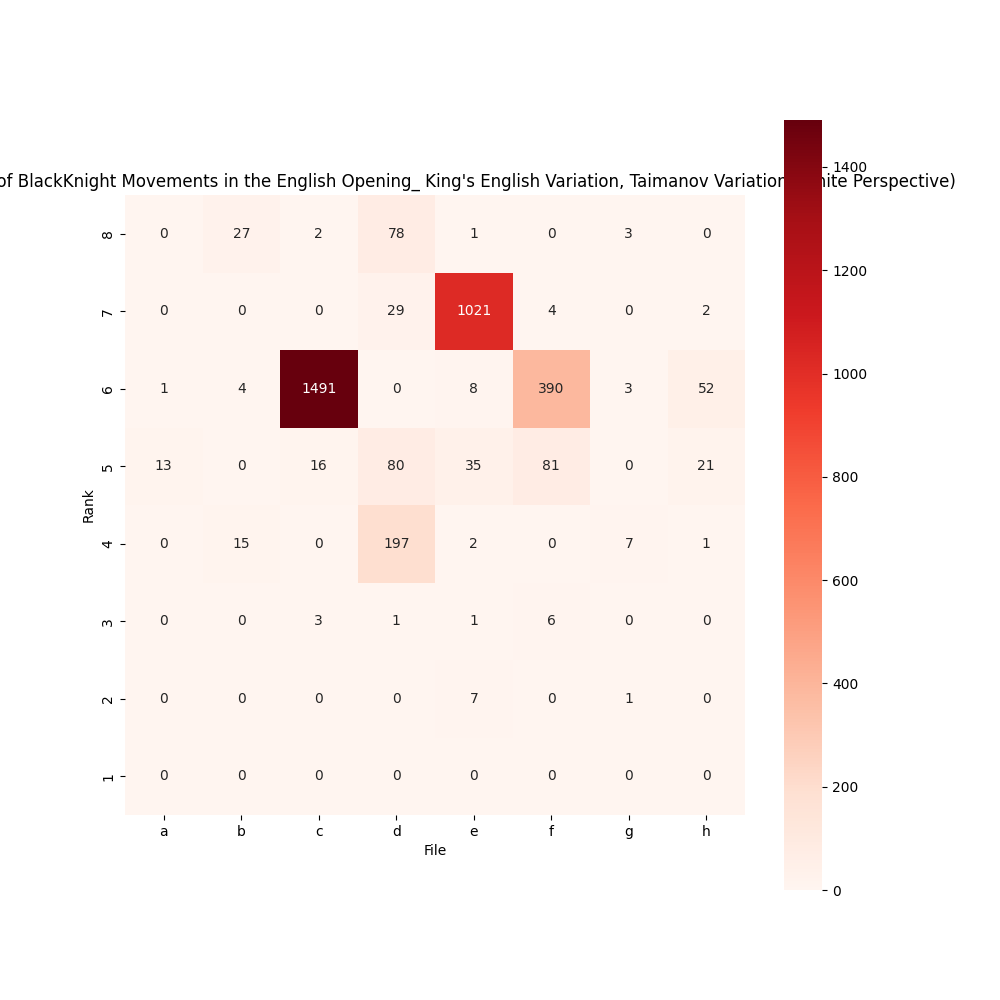 of BlackKnight Movements in the English Opening_ King's English Variation, Taimanov Variation Perspective)
8 0 27 2 78 1 0 3 0
7 0 0 0 29 1021 4 0 2
6 1 4 1491 0 8 390 3 52
5 13 0 16 80 35 81 0 21
Rank
4 0 15 0 197 2 0 7 1
3 0 0 3 1 1 6 0 0
2 0 0 0 0 7 0 1 0
1 0 0 0 0 0 0 0 0
a b c d e f g h
File
1400
1200
1000
800
600
400
200
0